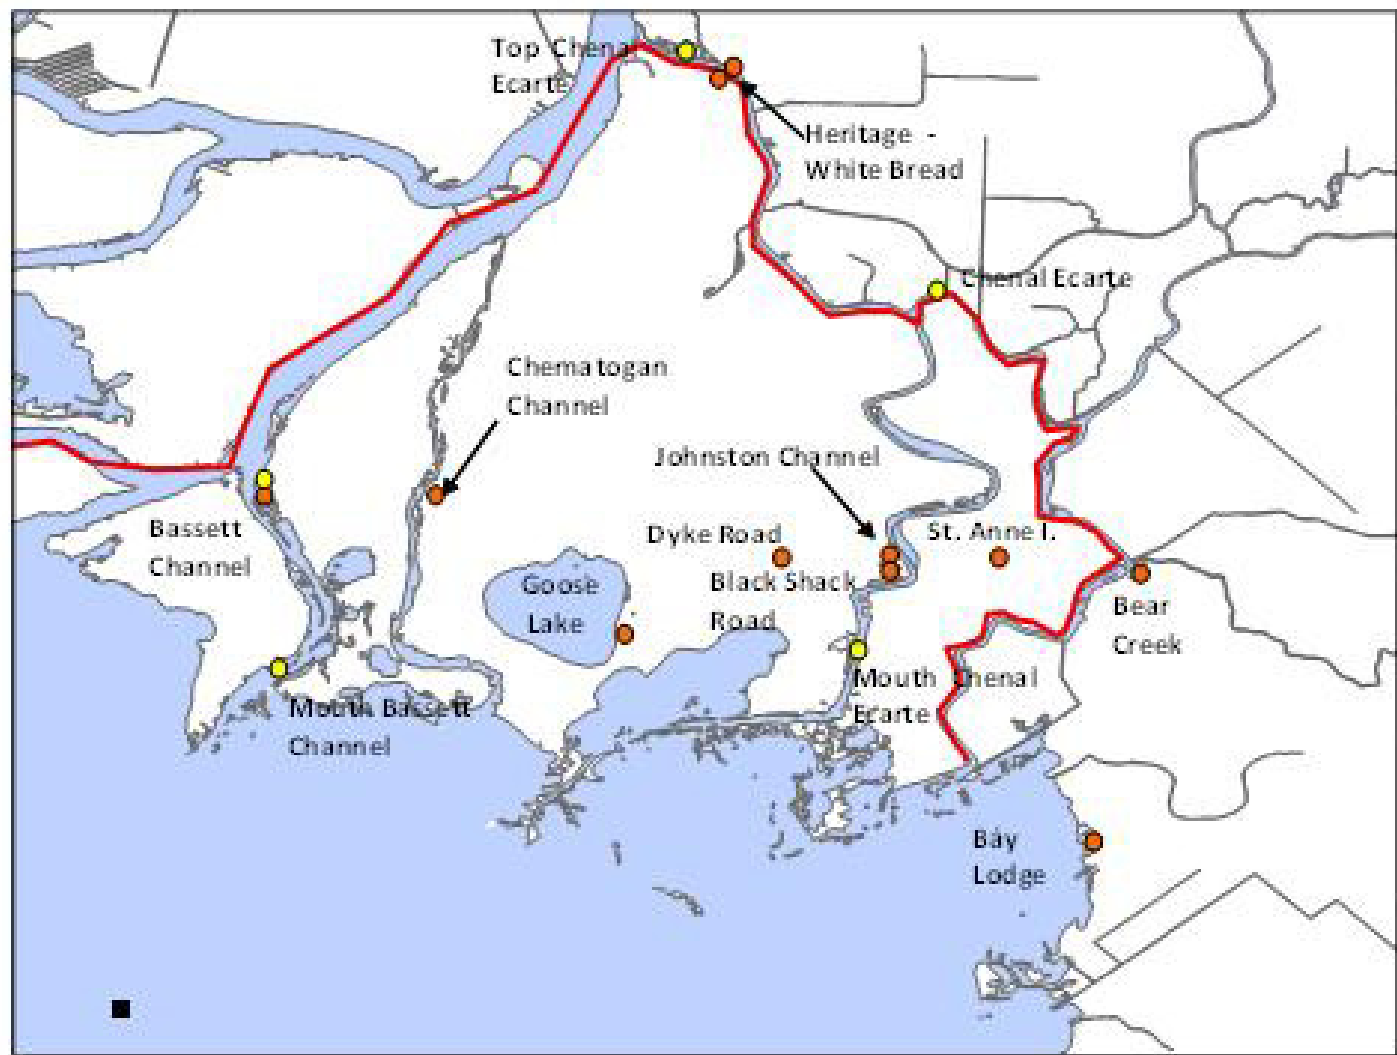 Top Chenal
Ecarte
Heritage -
White Bread
Chenal Ecarte
Chematogan
Channel
Johnston Channel
Bassett
Channel
Dyke Road
St. Anne I.
Goose
Lake
Black Shack
Road
Bear
Creek
Mouth Chenal
Ecarte
Mouth Bassett
Channel
Bay
Lodge